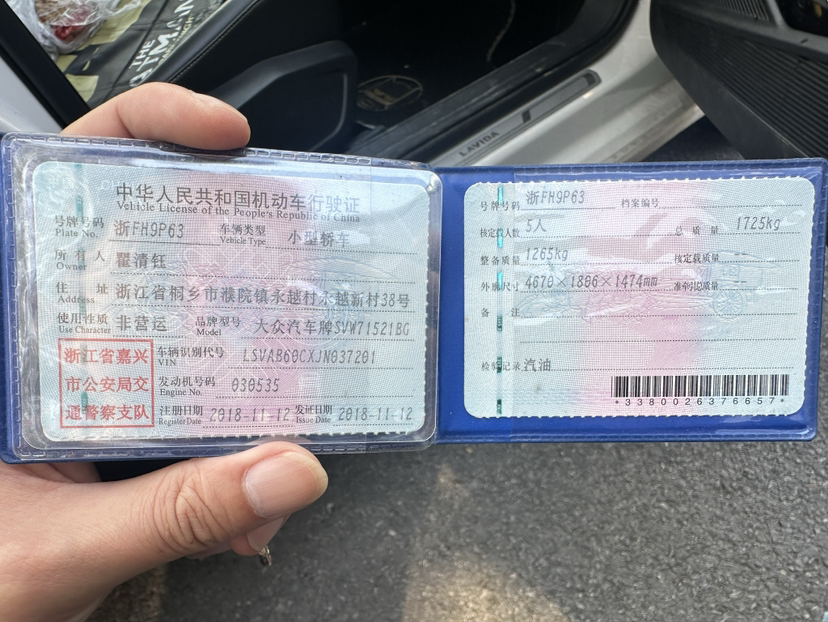 THE
LAVIDA
中华人民共和国机动车行驶证
Vehicle License of the People's Republic of China
号牌号码 浙FH9P63 车辆类型 小型轿车
Plate No. Vehicle Type
所有人 瞿清钰
Owner
住址 浙江省桐乡市濮院镇永越村永越新村38号
Address
使用性质 非营运 品牌型号 大众汽车牌SVW71521BG
Use Character Model
浙江省嘉兴
市公安局交
通警察支队
车辆识别代号 LSVAB60CXJN037201
VIN
发动机号码 030535
Engine No.
注册日期 2018-11-12 发证日期 2018-11-12
Register Date Issue Date
号牌号码 浙FH9P63 档案编号
核定载人数 5人 总质量 1725kg
整备质量 1265kg 核定载质量
外廓尺寸 4670×1806×1474mm 准牵引总质量
备注
检验记录 汽油
*3380026376657*